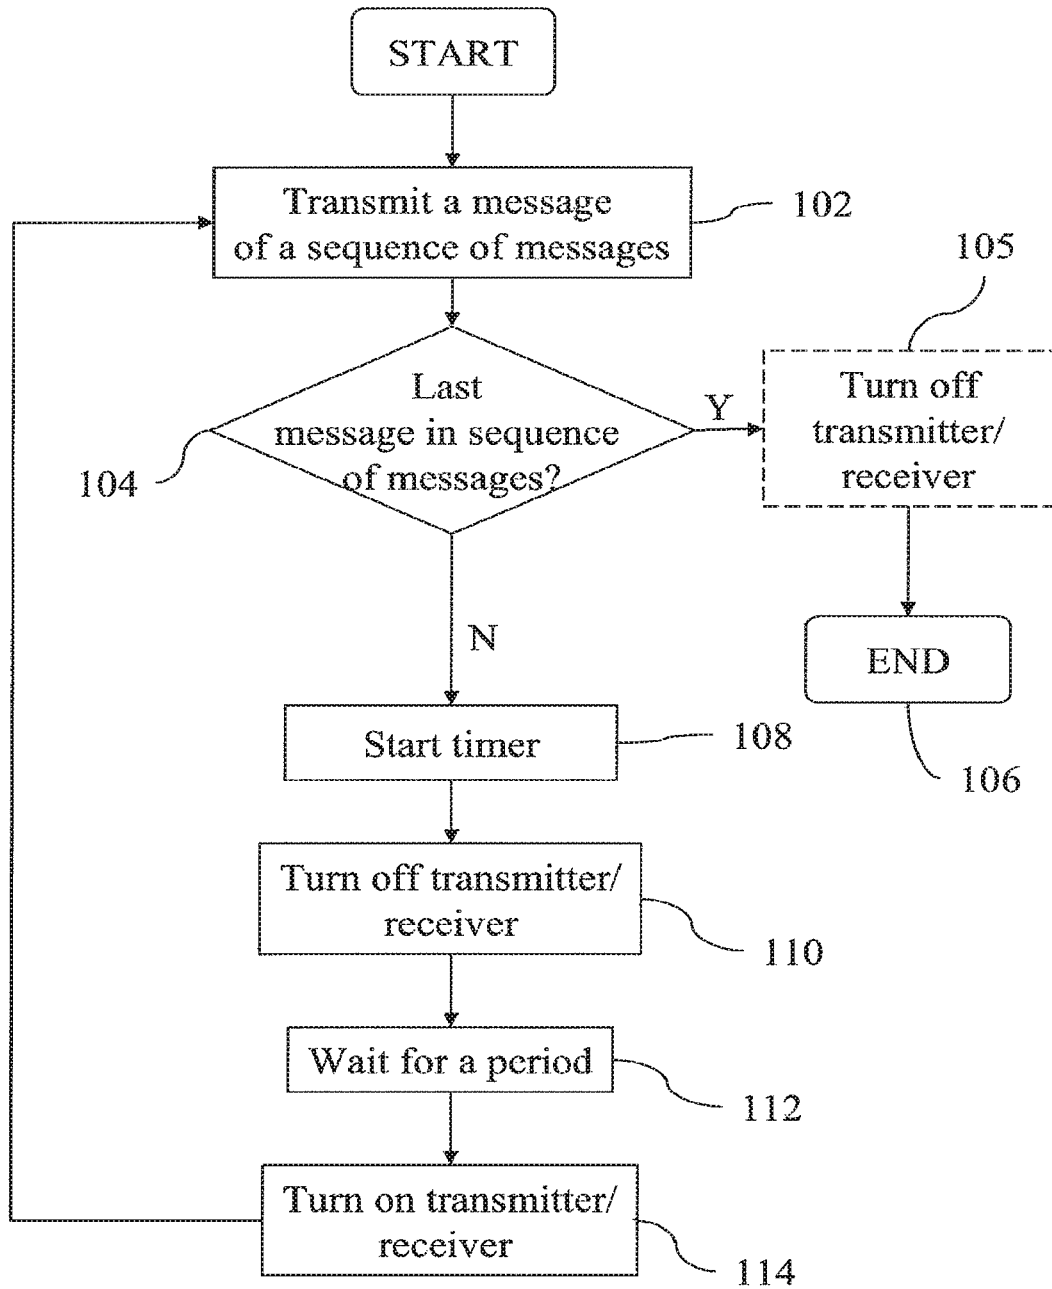 START
Transmit a message
of a sequence of messages
102
105
Last
message in sequence
of messages?
104
Y
Turn off
transmitter/
receiver
N
END
106
Start timer
108
Turn off transmitter/
receiver
110
Wait for a period
112
Turn on transmitter/
receiver
114